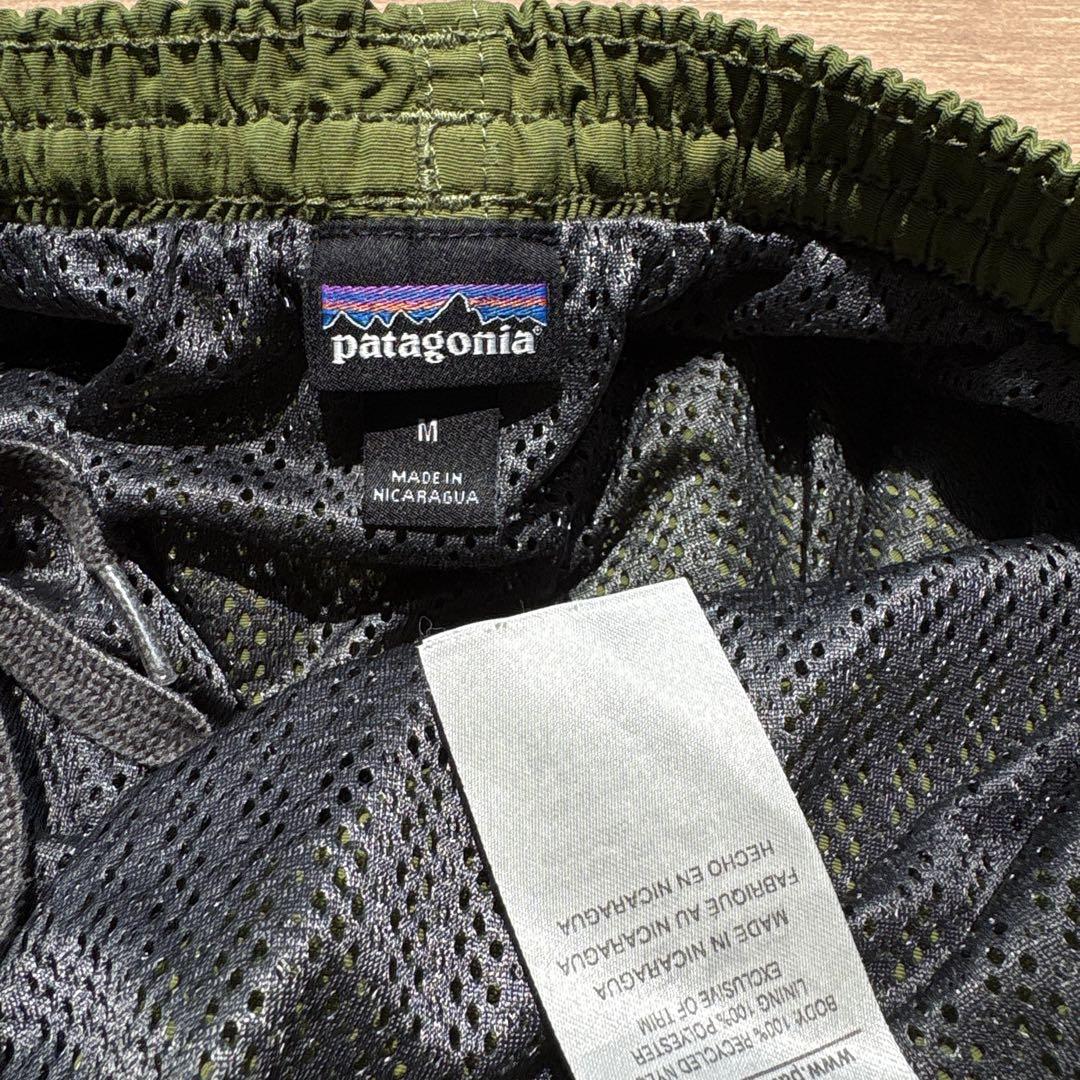 patagonia
M
MADE IN
NICARAGUA
BODY 100% RECYCLED
LINING 100% POLYESTER
EXCLUSIVE OF TRIM
MADE IN NICARAGUA
FABRIQUE AU NICARAGUA
HECHO EN NICARAGUA